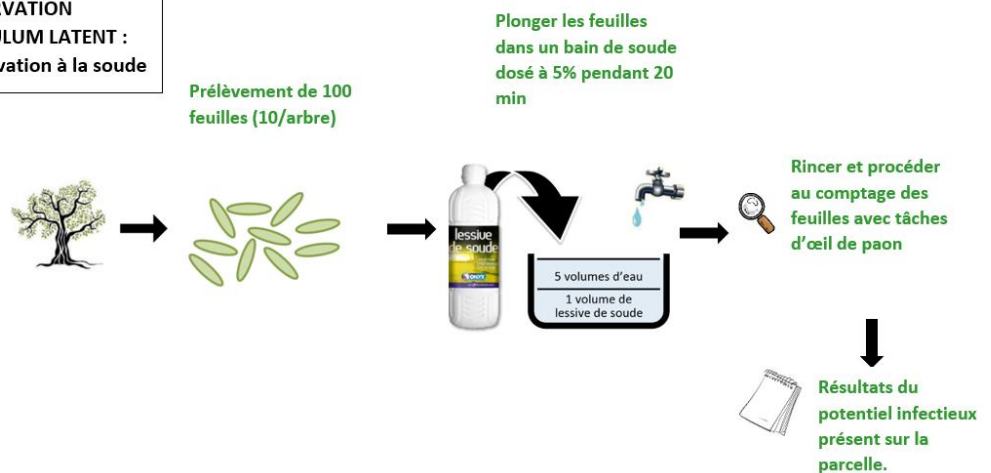 RVATION
ULUM LATENT :
vation à la soude
Prélèvement de 100
feuilles (10/arbre)
Plonger les feuilles
dans un bain de soude
dosé à 5% pendant 20
min
lessive
de soude
ONYX
5 volumes d'eau
1 volume de
lessive de soude
Rincer et procéder
au comptage des
feuilles avec tâches
d'œil de paon
Résultats du
potentiel infectieux
présent sur la
parcelle.